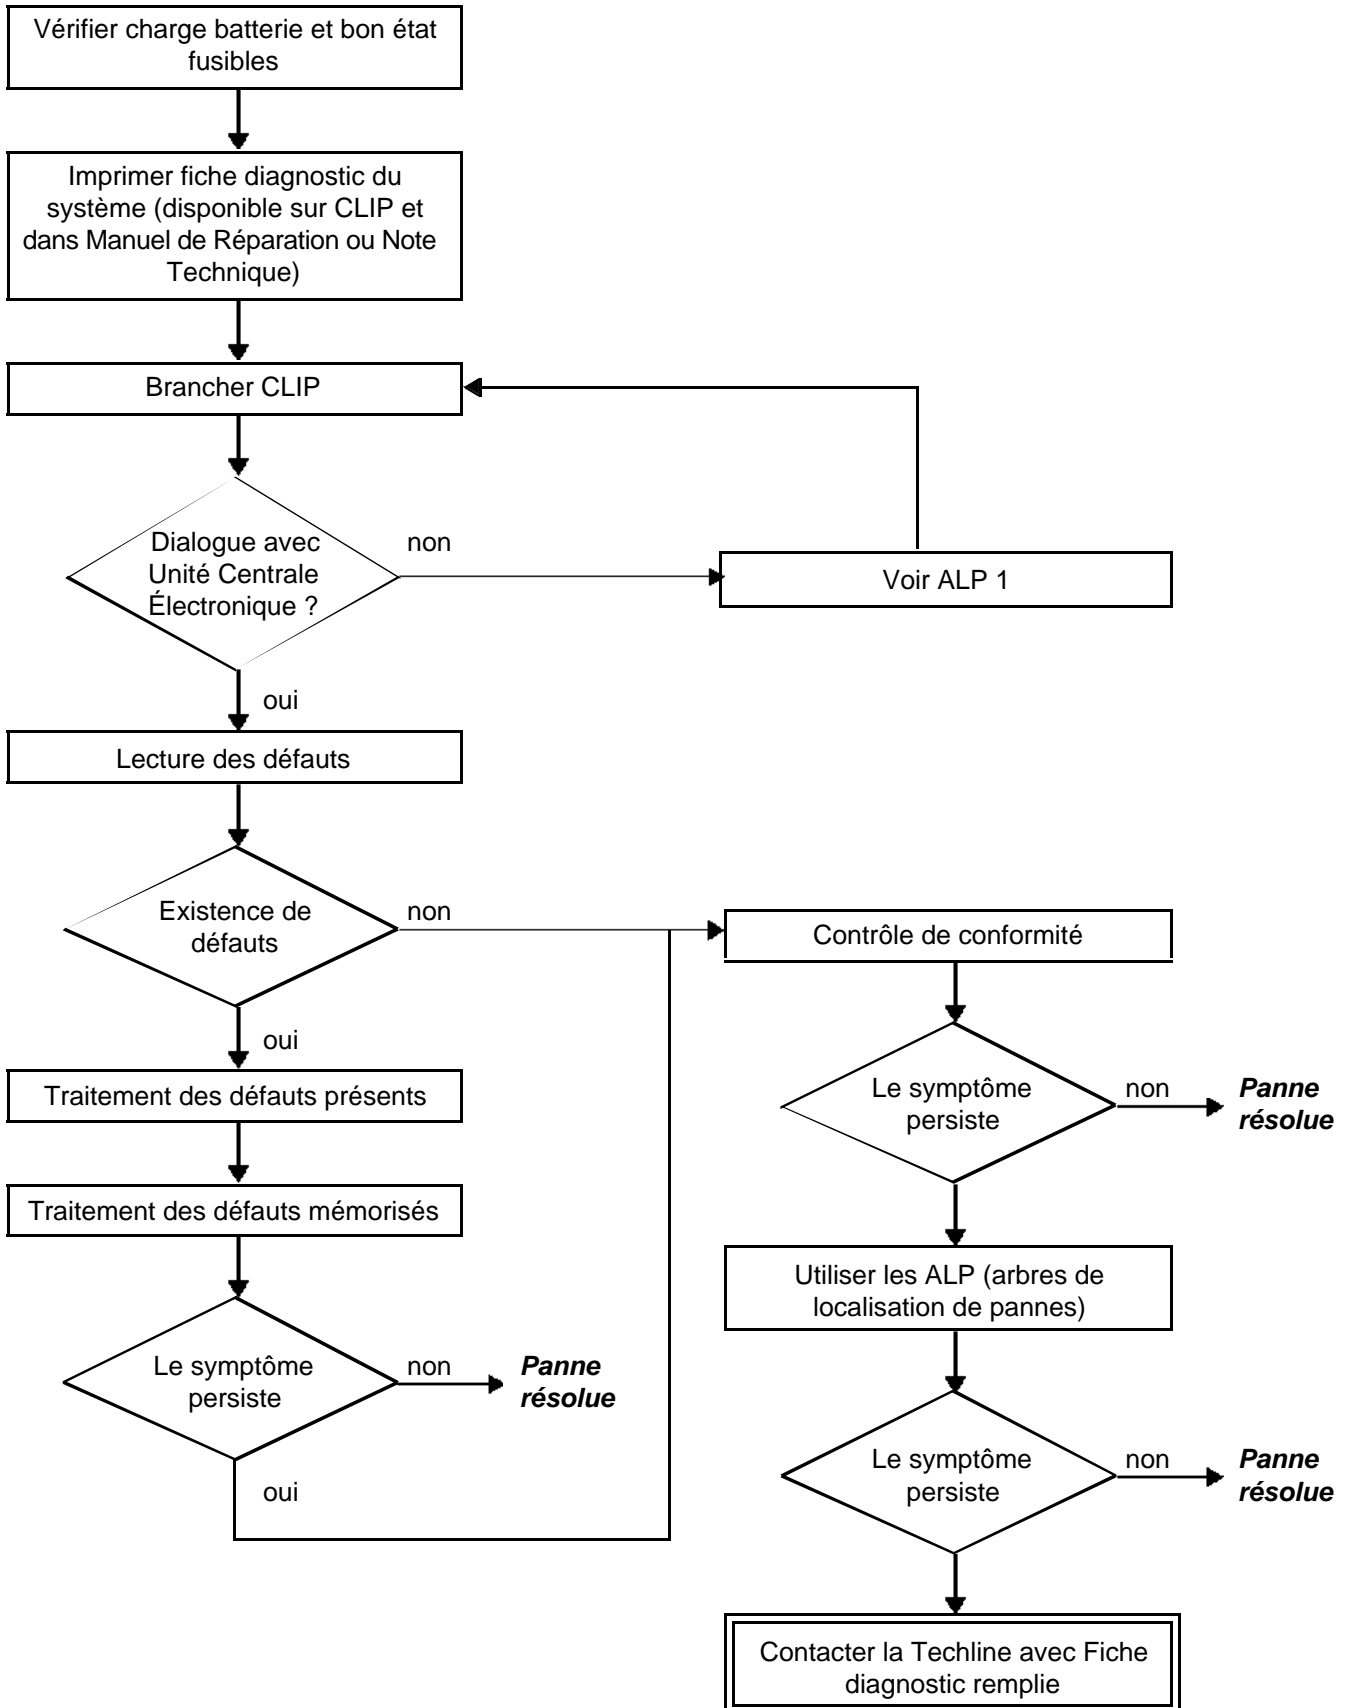 Vérifier charge batterie et bon état
fusibles
Imprimer fiche diagnostic du
système (disponible sur CLIP et
dans Manuel de Réparation ou Note
Technique)
Brancher CLIP
Dialogue avec
Unité Centrale
Électronique ?
non
Voir ALP 1
oui
Lecture des défauts
Existence de
défauts
non
Contrôle de conformité
oui
Traitement des défauts présents
Traitement des défauts mémorisés
Le symptôme
persiste
non
Panne
résolue
oui
Le symptôme
persiste
non
Panne
résolue
Utiliser les ALP (arbres de
localisation de pannes)
Le symptôme
persiste
non
Panne
résolue
Contacter la Techline avec Fiche
diagnostic remplie